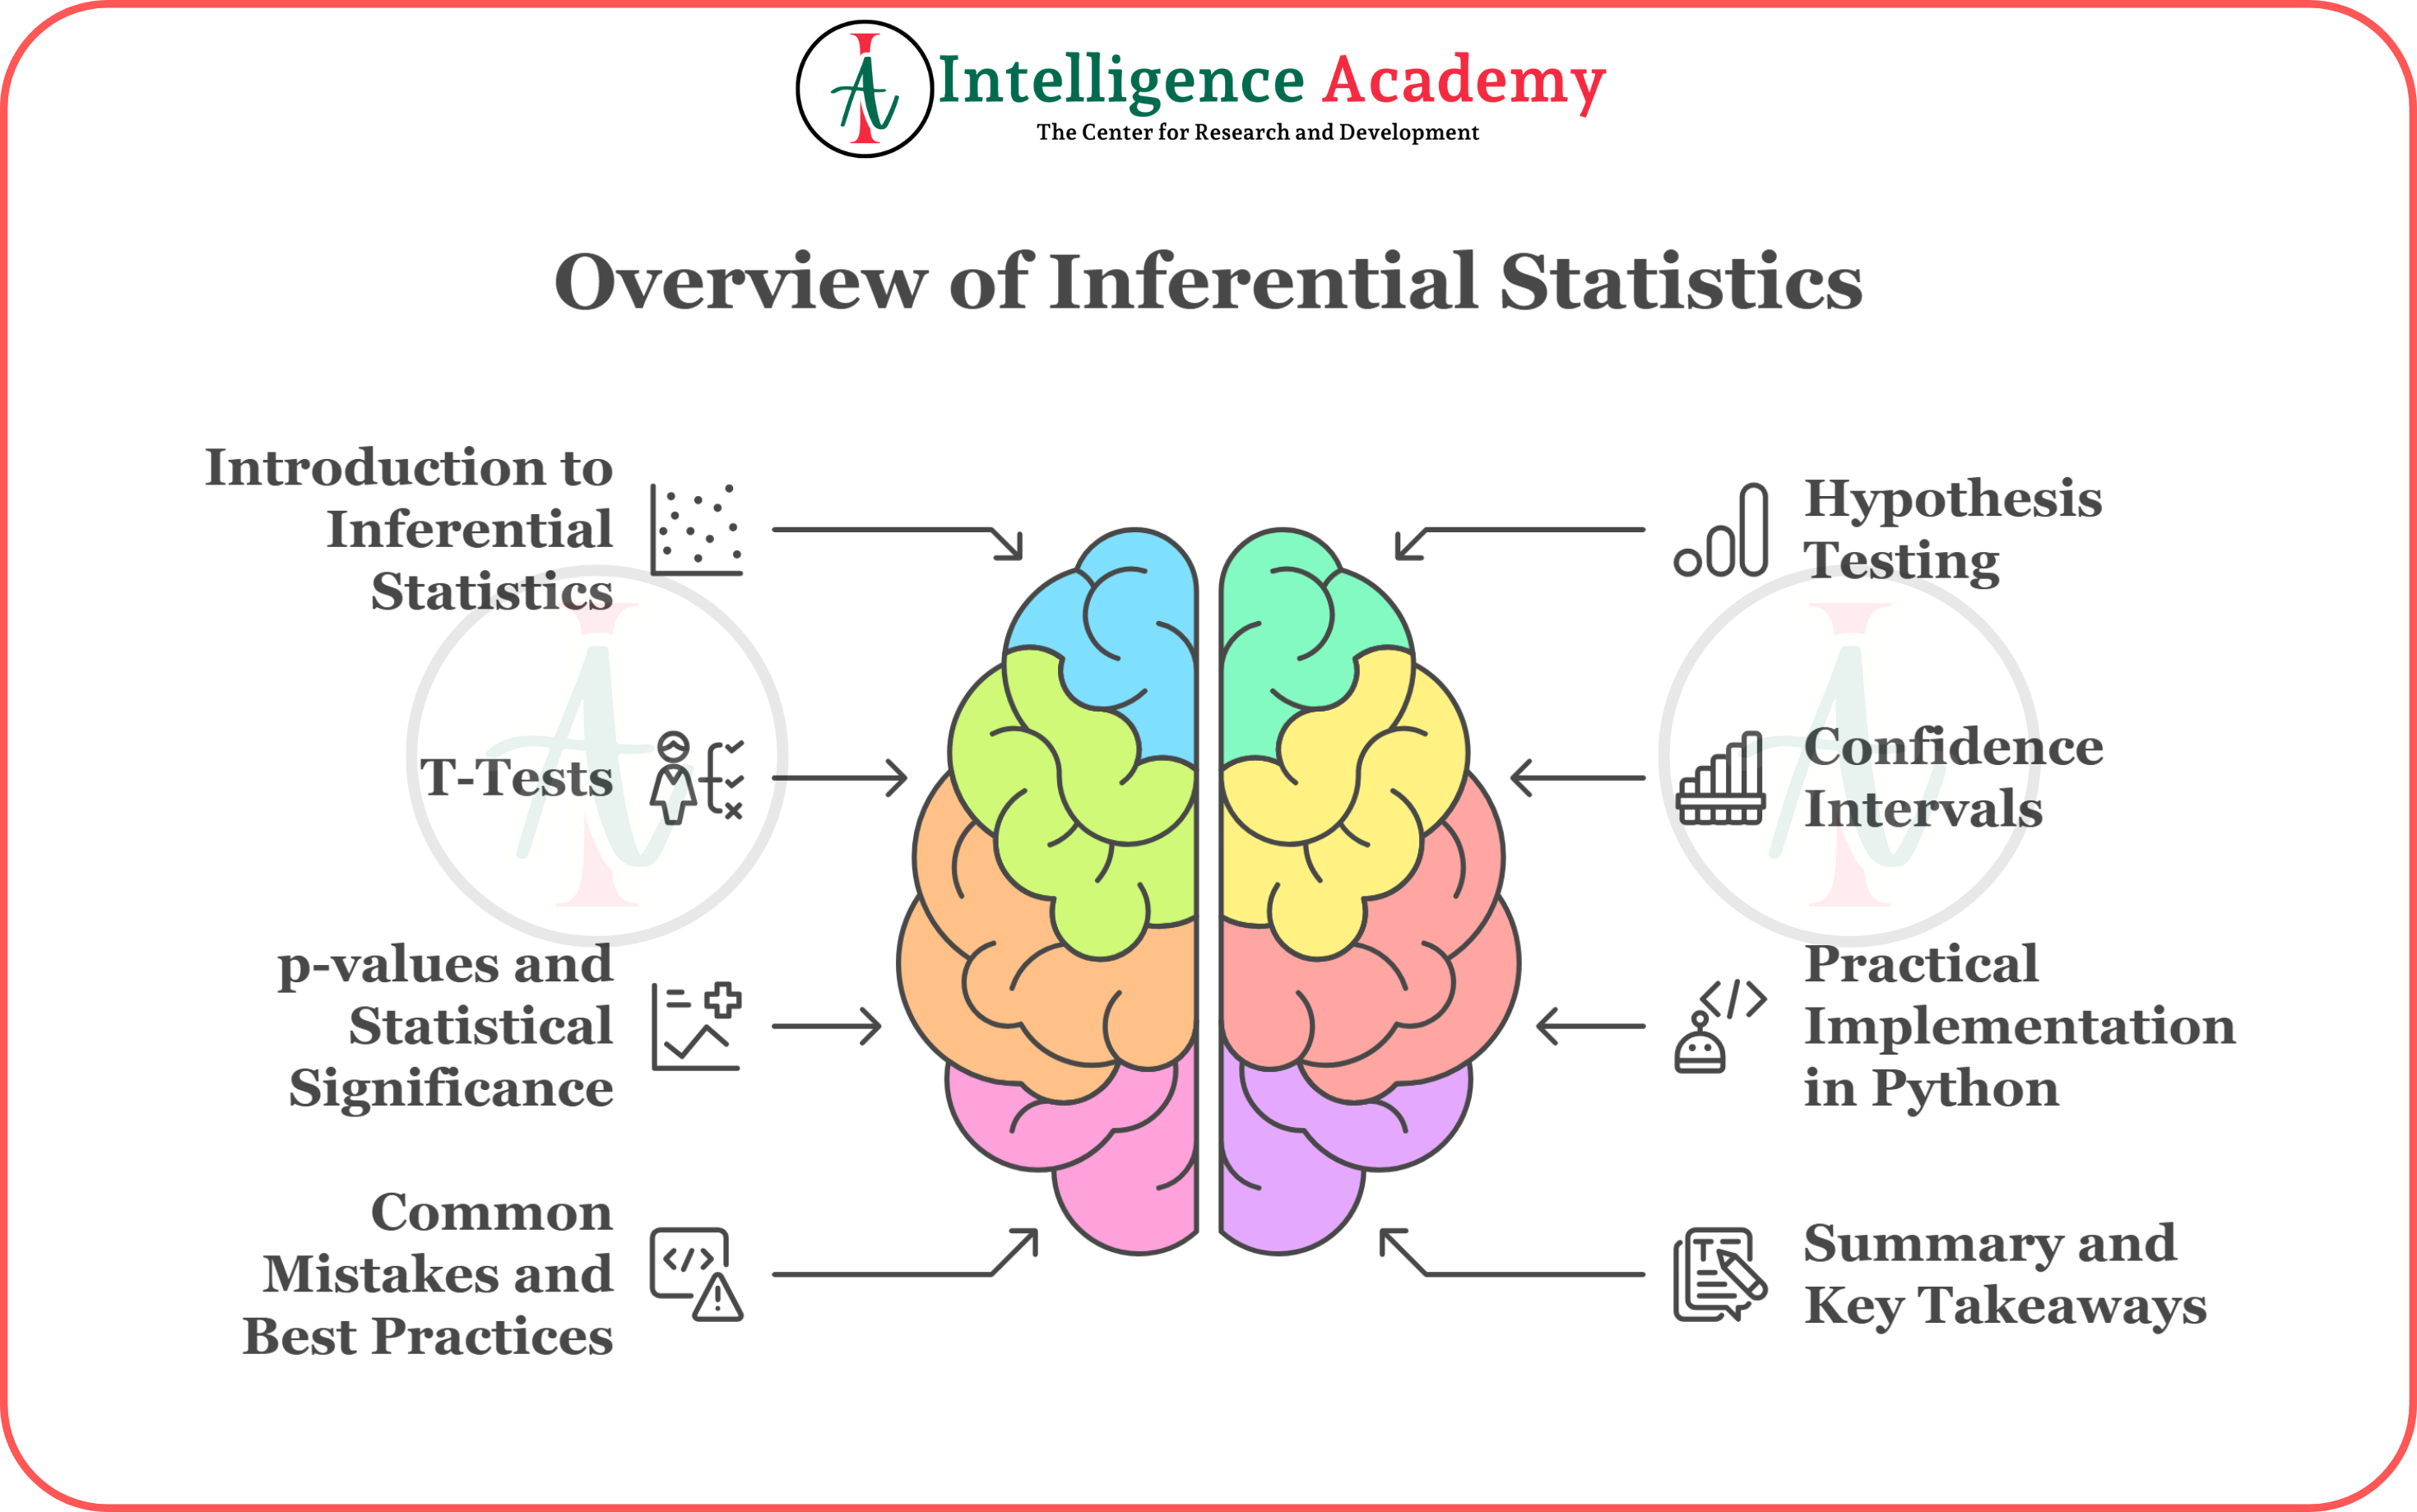 Intelligence Academy
The Center for Research and Development
Overview of Inferential Statistics
Introduction to
Inferential
Statistics
Hypothesis
Testing
T-Tests
Confidence
Intervals
p-values and
Statistical
Significance
Practical
Implementation
in Python
Common
Mistakes and
Best Practices
Summary and
Key Takeaways